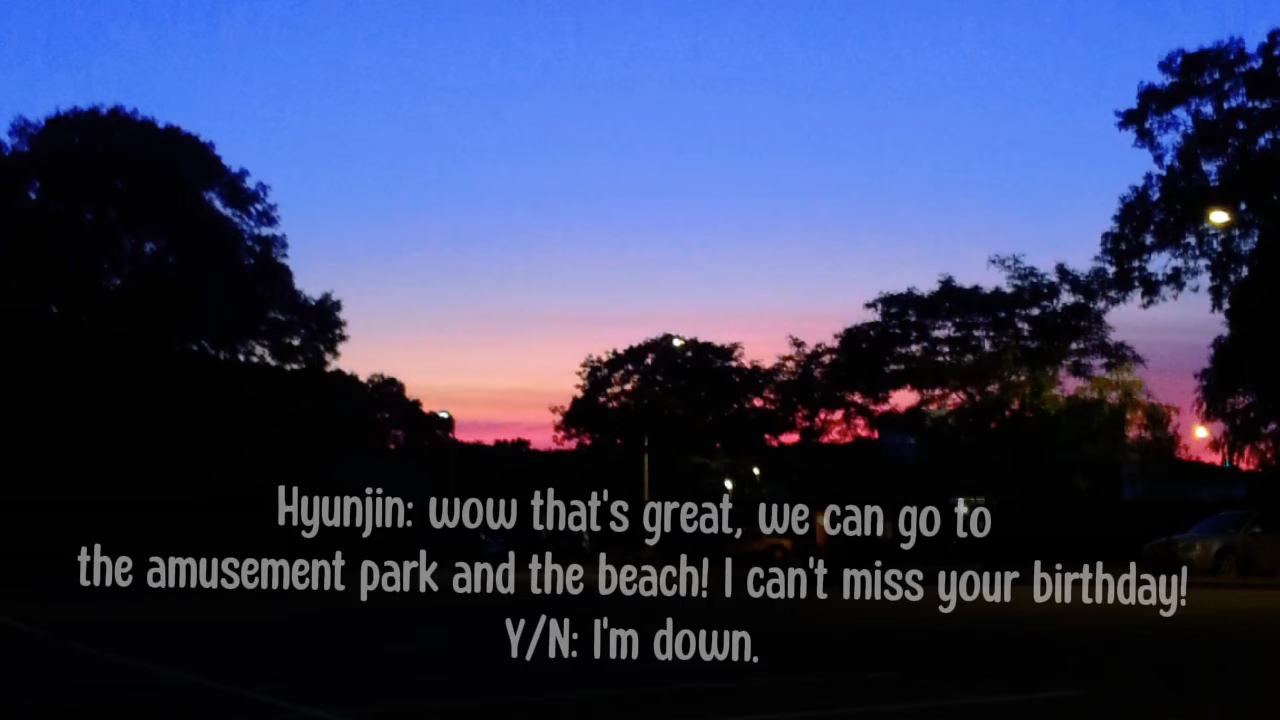 Hyunjin: wow that's great, we can go to
the amusement park and the beach! I can't miss your birthday!
Y/N: I'm down.